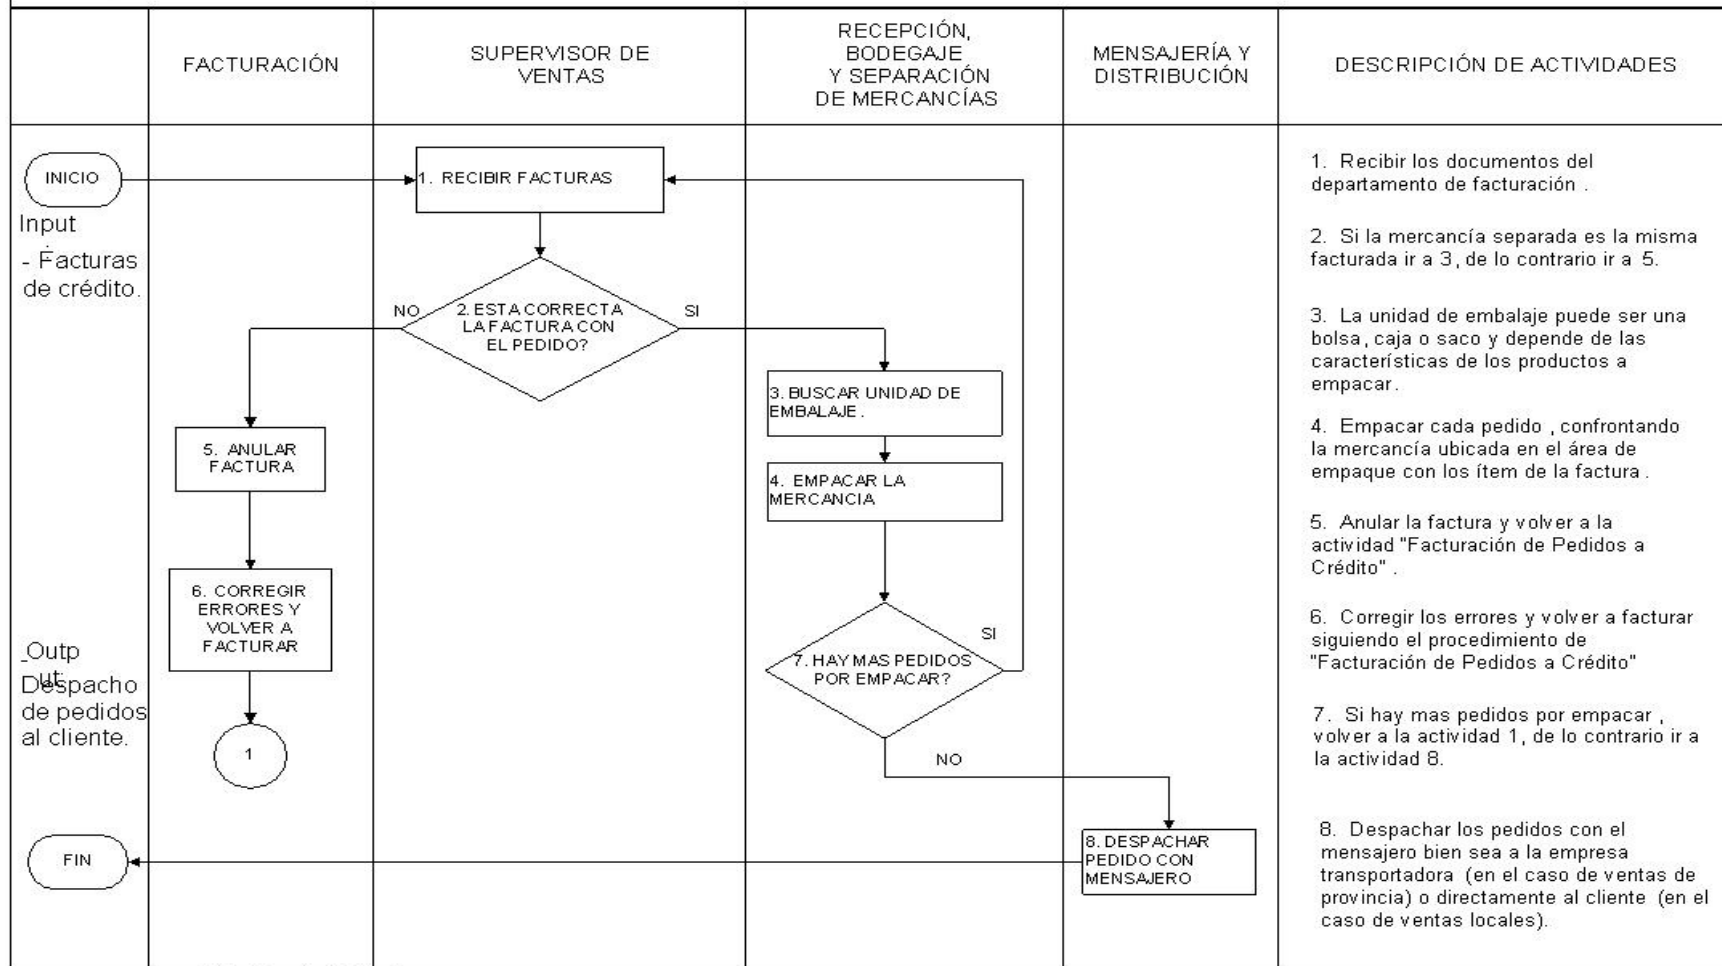 FACTURACIÓN
SUPERVISOR DE
VENTAS
RECEPCIÓN,
BODEGAJE
Y SEPARACIÓN
DE MERCANCÍAS
MENSAJERÍA Y
DISTRIBUCIÓN
DESCRIPCIÓN DE ACTIVIDADES
INICIO
Input
:
- Facturas
de crédito.
1. RECIBIR FACTURAS
NO
2. ESTA CORRECTA
LA FACTURA CON
EL PEDIDO?
SI
3. BUSCAR UNIDAD DE
EMBALAJE.
4. EMPACAR LA
MERCANCIA
5. ANULAR
FACTURA
6. CORREGIR
ERRORES Y
VOLVER A
FACTURAR
1
7. HAY MAS PEDIDOS
POR EMPACAR?
SI
NO
8. DESPACHAR
PEDIDO CON
MENSAJERO
Outp
ut
Despacho
de pedidos
al cliente.
FIN
1. Recibir los documentos del
departamento de facturación .
2. Si la mercancía separada es la misma
facturada ir a 3, de lo contrario ir a 5.
3. La unidad de embalaje puede ser una
bolsa, caja o saco y depende de las
características de los productos a
empacar.
4. Empacar cada pedido , confrontando
la mercancía ubicada en el área de
empaque con los ítem de la factura .
5. Anular la factura y volver a la
actividad "Facturación de Pedidos a
Crédito" .
6. Corregir los errores y volver a facturar
siguiendo el procedimiento de
"Facturación de Pedidos a Crédito"
7. Si hay mas pedidos por empacar ,
volver a la actividad 1, de lo contrario ir a
la actividad 8.
8. Despachar los pedidos con el
mensajero bien sea a la empresa
transportadora (en el caso de ventas de
provincia) o directamente al cliente (en el
caso de ventas locales).